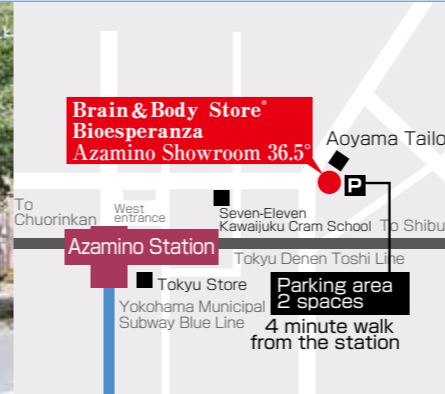 Brain&Body Store°
Bioesperanza
Azamino Showroom 36.5°
Aoyama Tailo
P
To
Chuorinkan
West
entrance
Seven-Eleven
Kawaijuku Cram School
To Shibu
Azamino Station
Tokyu Denen Toshi Line
Tokyu Store
Parking area
2 spaces
Yokohama Municipal
Subway Blue Line
4 minute walk
from the station